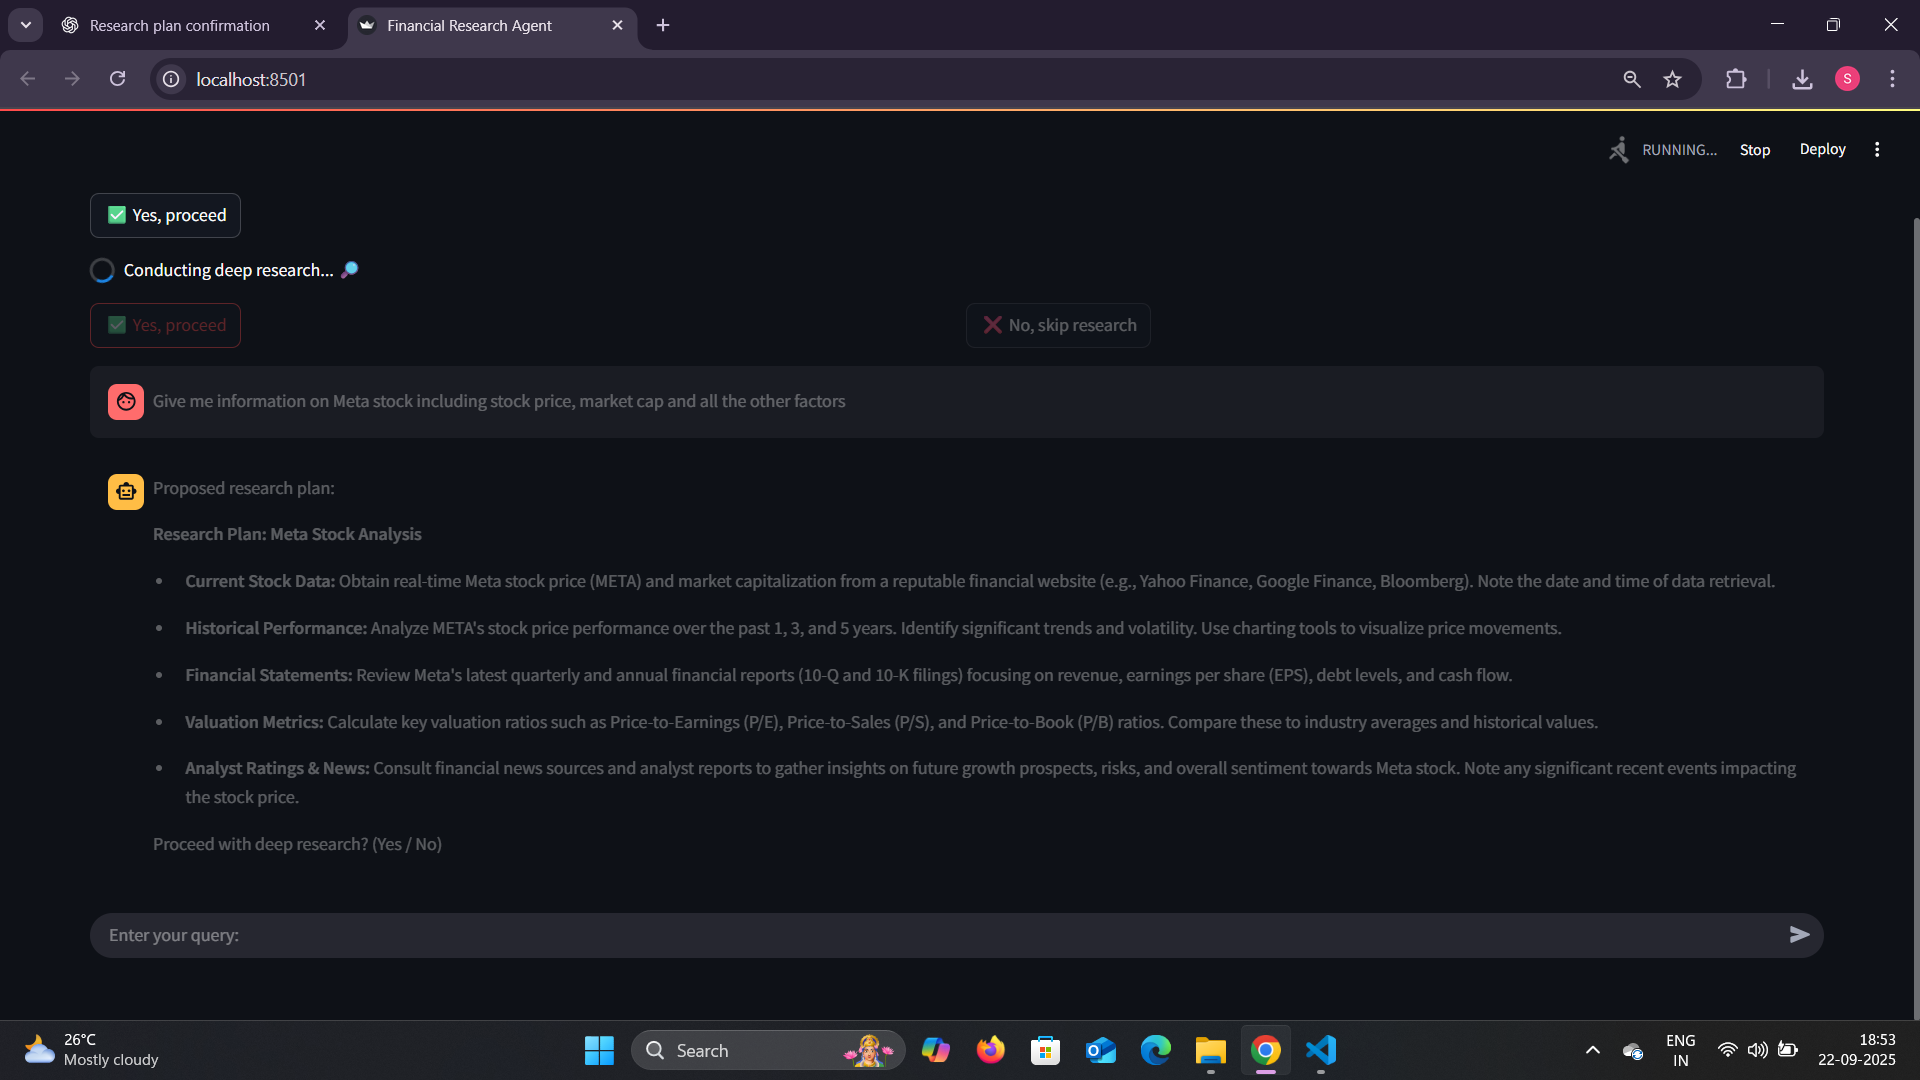 Research plan confirmation
Financial Research Agent
localhost:8501
S
RUNNING...
Stop
Deploy
Yes, proceed
Conducting deep research...
Yes, proceed
No, skip research
Give me information on Meta stock including stock price, market cap and all the other factors
Proposed research plan:
Research Plan: Meta Stock Analysis
• Current Stock Data: Obtain real-time Meta stock price (META) and market capitalization from a reputable financial website (e.g., Yahoo Finance, Google Finance, Bloomberg). Note the date and time of data retrieval.
• Historical Performance: Analyze META's stock price performance over the past 1, 3, and 5 years. Identify significant trends and volatility. Use charting tools to visualize price movements.
• Financial Statements: Review Meta's latest quarterly and annual financial reports (10-Q and 10-K filings) focusing on revenue, earnings per share (EPS), debt levels, and cash flow.
• Valuation Metrics: Calculate key valuation ratios such as Price-to-Earnings (P/E), Price-to-Sales (P/S), and Price-to-Book (P/B) ratios. Compare these to industry averages and historical values.
• Analyst Ratings & News: Consult financial news sources and analyst reports to gather insights on future growth prospects, risks, and overall sentiment towards Meta stock. Note any significant recent events impacting
the stock price.
Proceed with deep research? (Yes / No)
Enter your query:
26°C
Mostly cloudy
Search
ENG
IN
18:53
22-09-2025